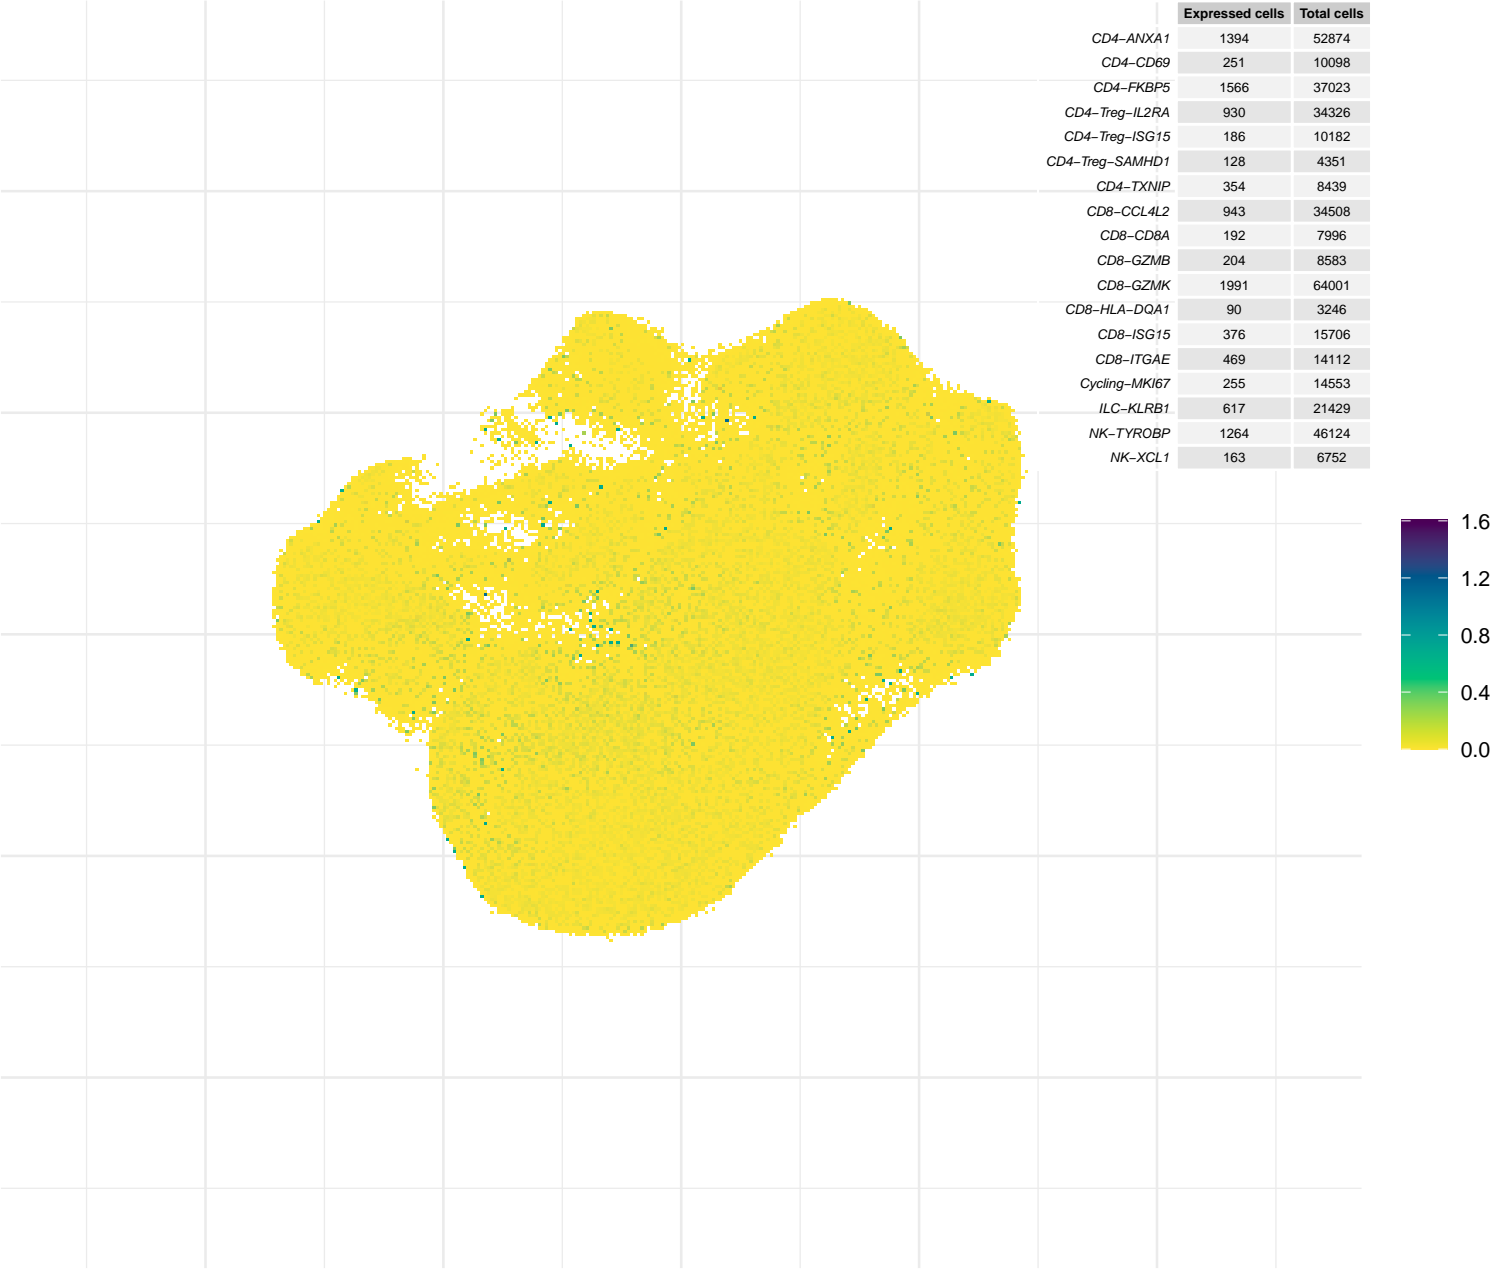 Expressed cells Total cells
CD4−ANXA1 1394 52874
CD4−CD69 251 10098
CD4−FKBP5 1566 37023
CD4−Treg−IL2RA 930 34326
CD4−Treg−ISG15 186 10182
CD4−Treg−SAMHD1 128 4351
CD4−TXNIP 354 8439
CD8−CCL4L2 943 34508
CD8−CD8A 192 7996
CD8−GZMB 204 8583
CD8−GZMK 1991 64001
CD8−HLA−DQA1 90 3246
CD8−ISG15 376 15706
CD8−ITGAE 469 14112
Cycling−MKI67 255 14553
ILC−KLRB1 617 21429
NK−TYROBP 1264 46124
NK−XCL1 163 6752
1.6
1.2
0.8
0.4
0.0